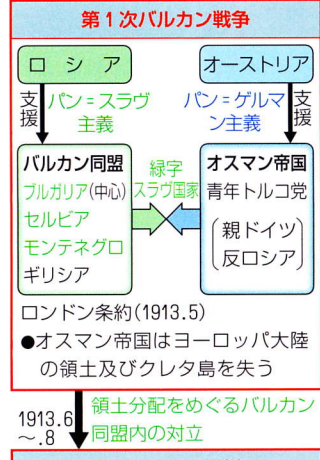 第1次バルカン戦争
ロシア
オーストリア
支援
パン=スラヴ
主義
パン=ゲルマ
ン主義
支援
バルカン同盟
ブルガリア(中心)
セルビア
モンテネグロ
ギリシア
緑字
スラヴ国家
オスマン帝国
青年トルコ党
親ドイツ
反ロシア
ロンドン条約(1913.5)
●オスマン帝国はヨーロッパ大陸
の領土及びクレタ島を失う
1913.6
~.8
領土分配をめぐるバルカン
同盟内の対立